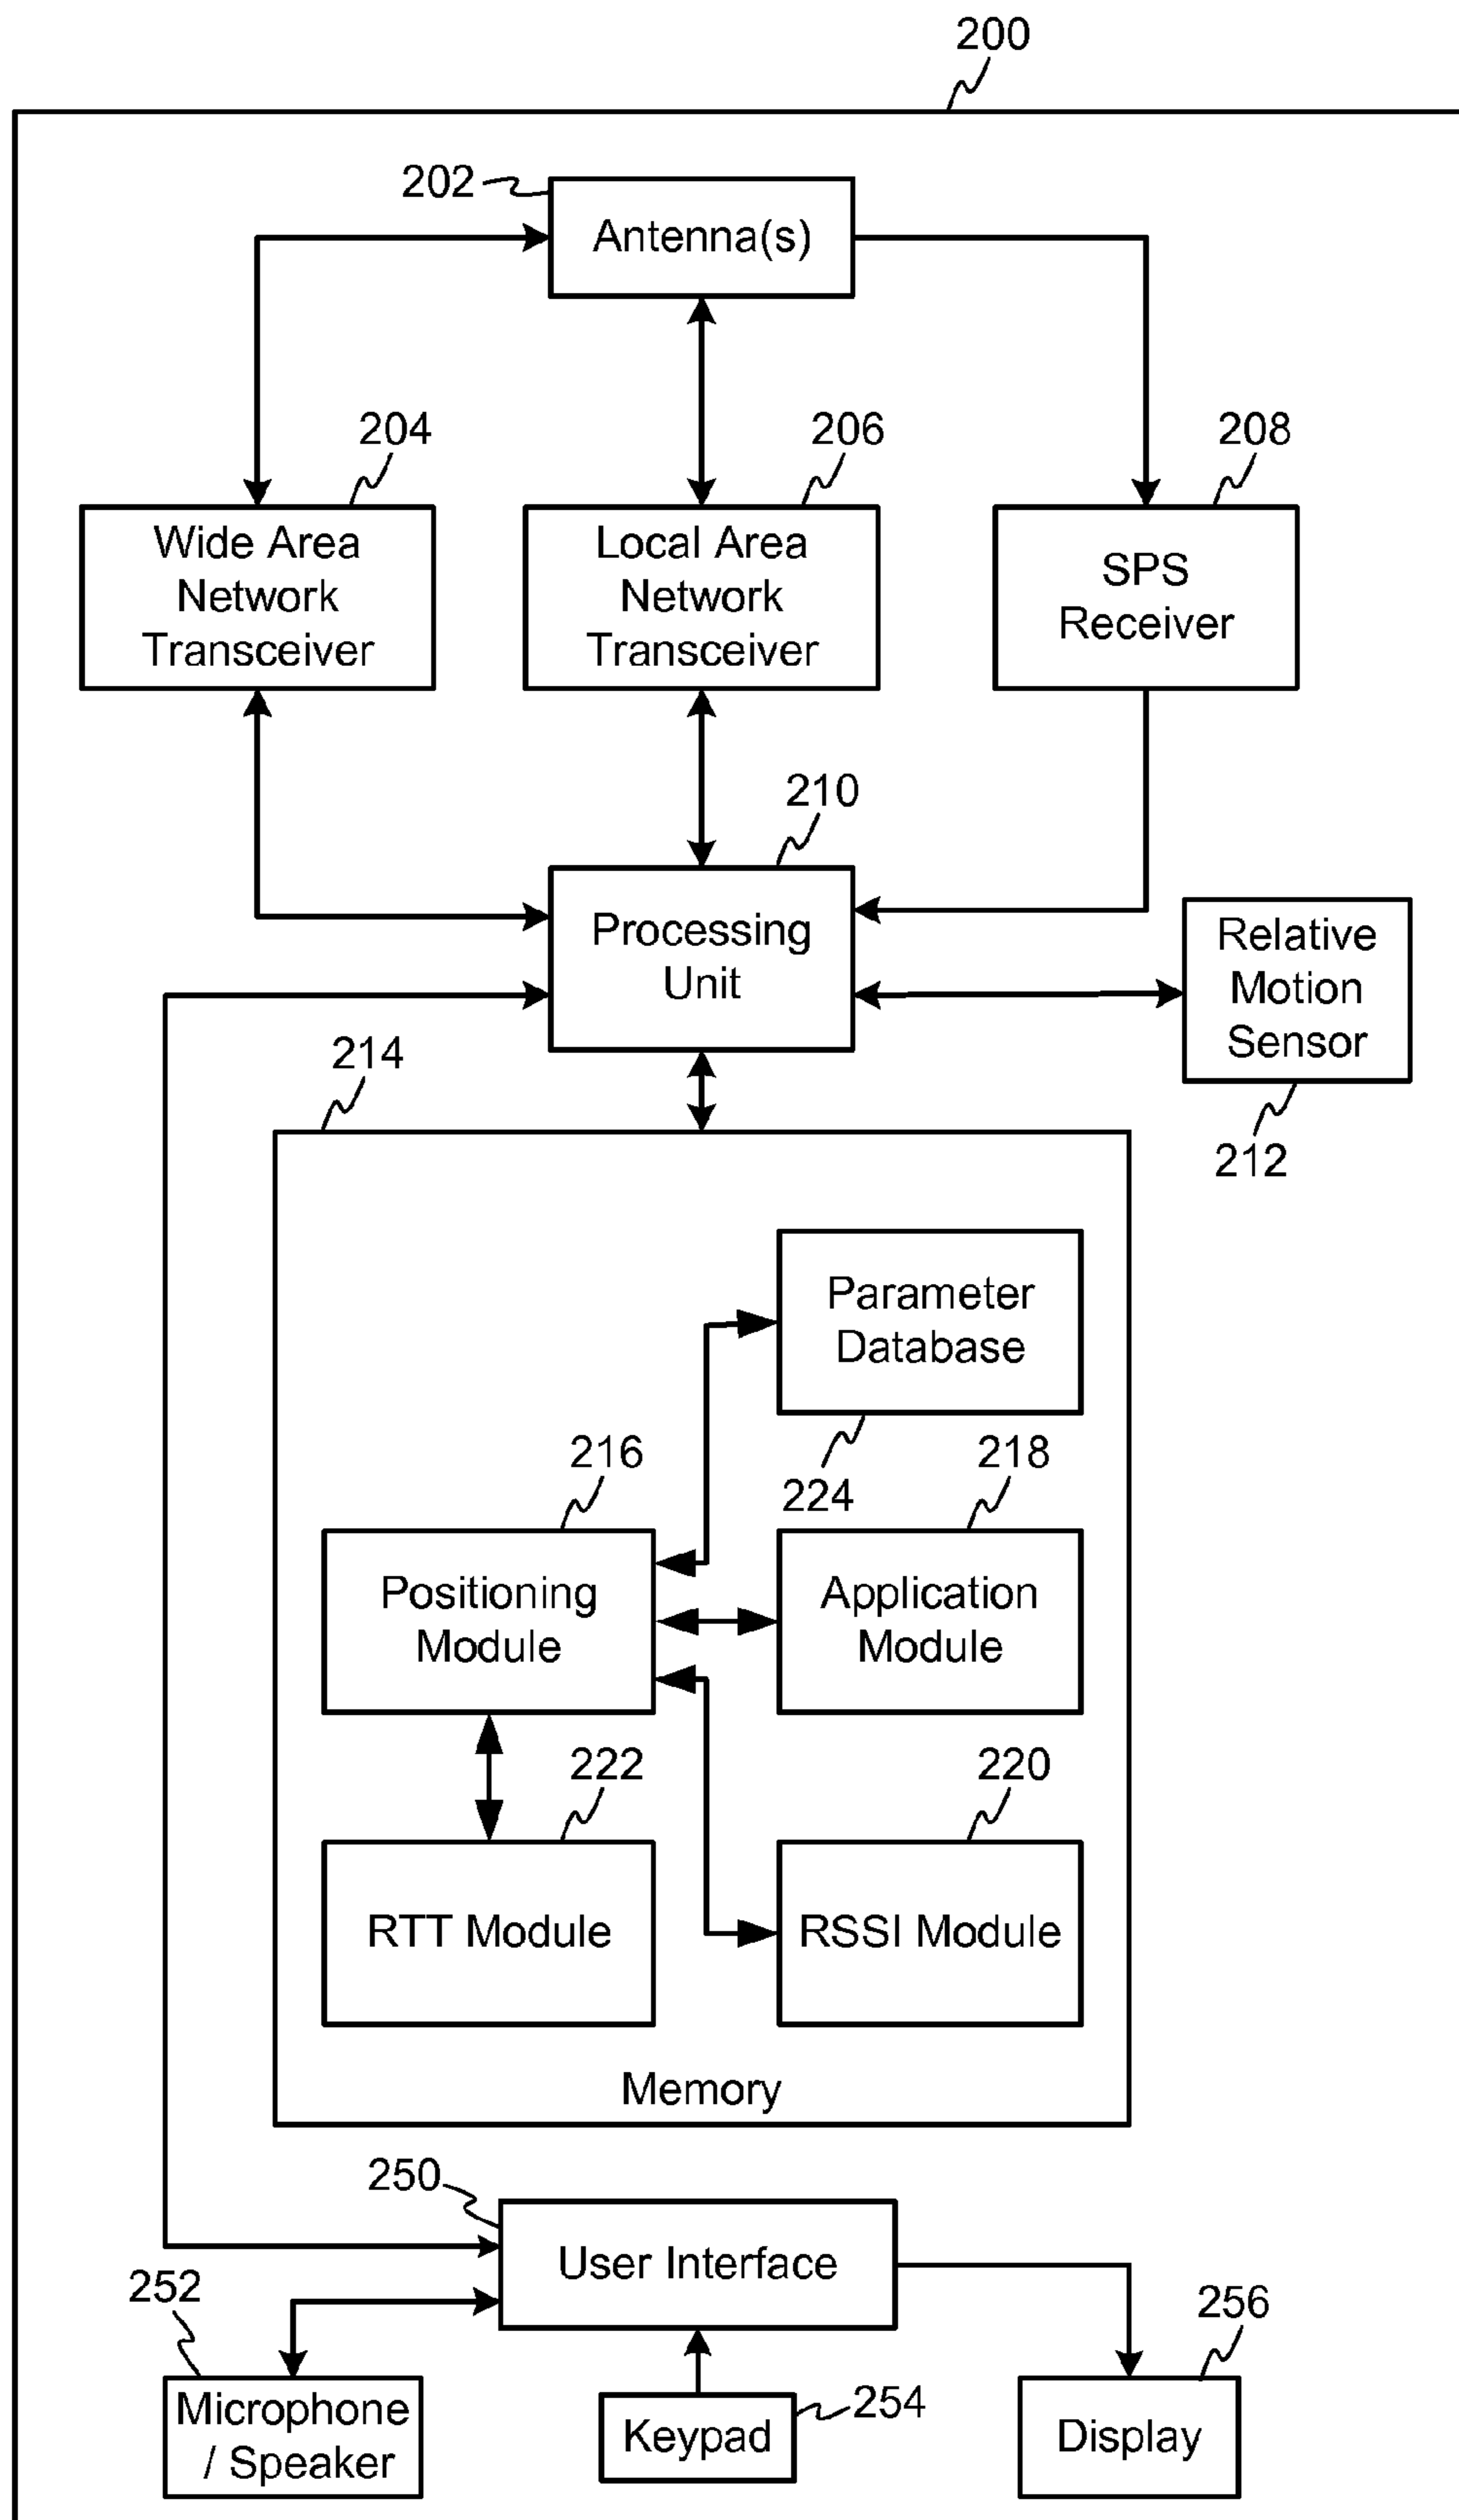 200
202
Antenna(s)
204
206
208
Wide Area
Network
Transceiver
Local Area
Network
Transceiver
SPS
Receiver
210
Processing
Unit
Relative
Motion
Sensor
212
214
Parameter
Database
224
216
218
Positioning
Module
Application
Module
222
220
RTT Module
RSSI Module
Memory
250
User Interface
252
256
Microphone
/ Speaker
Keypad
254
Display